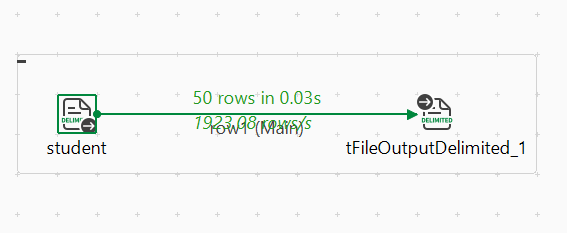 50 rows in 0.03s
1923.08 rows/s
row1 (Main)
DELIMITED
DELIMITED
student
tFileOutputDelimited_1